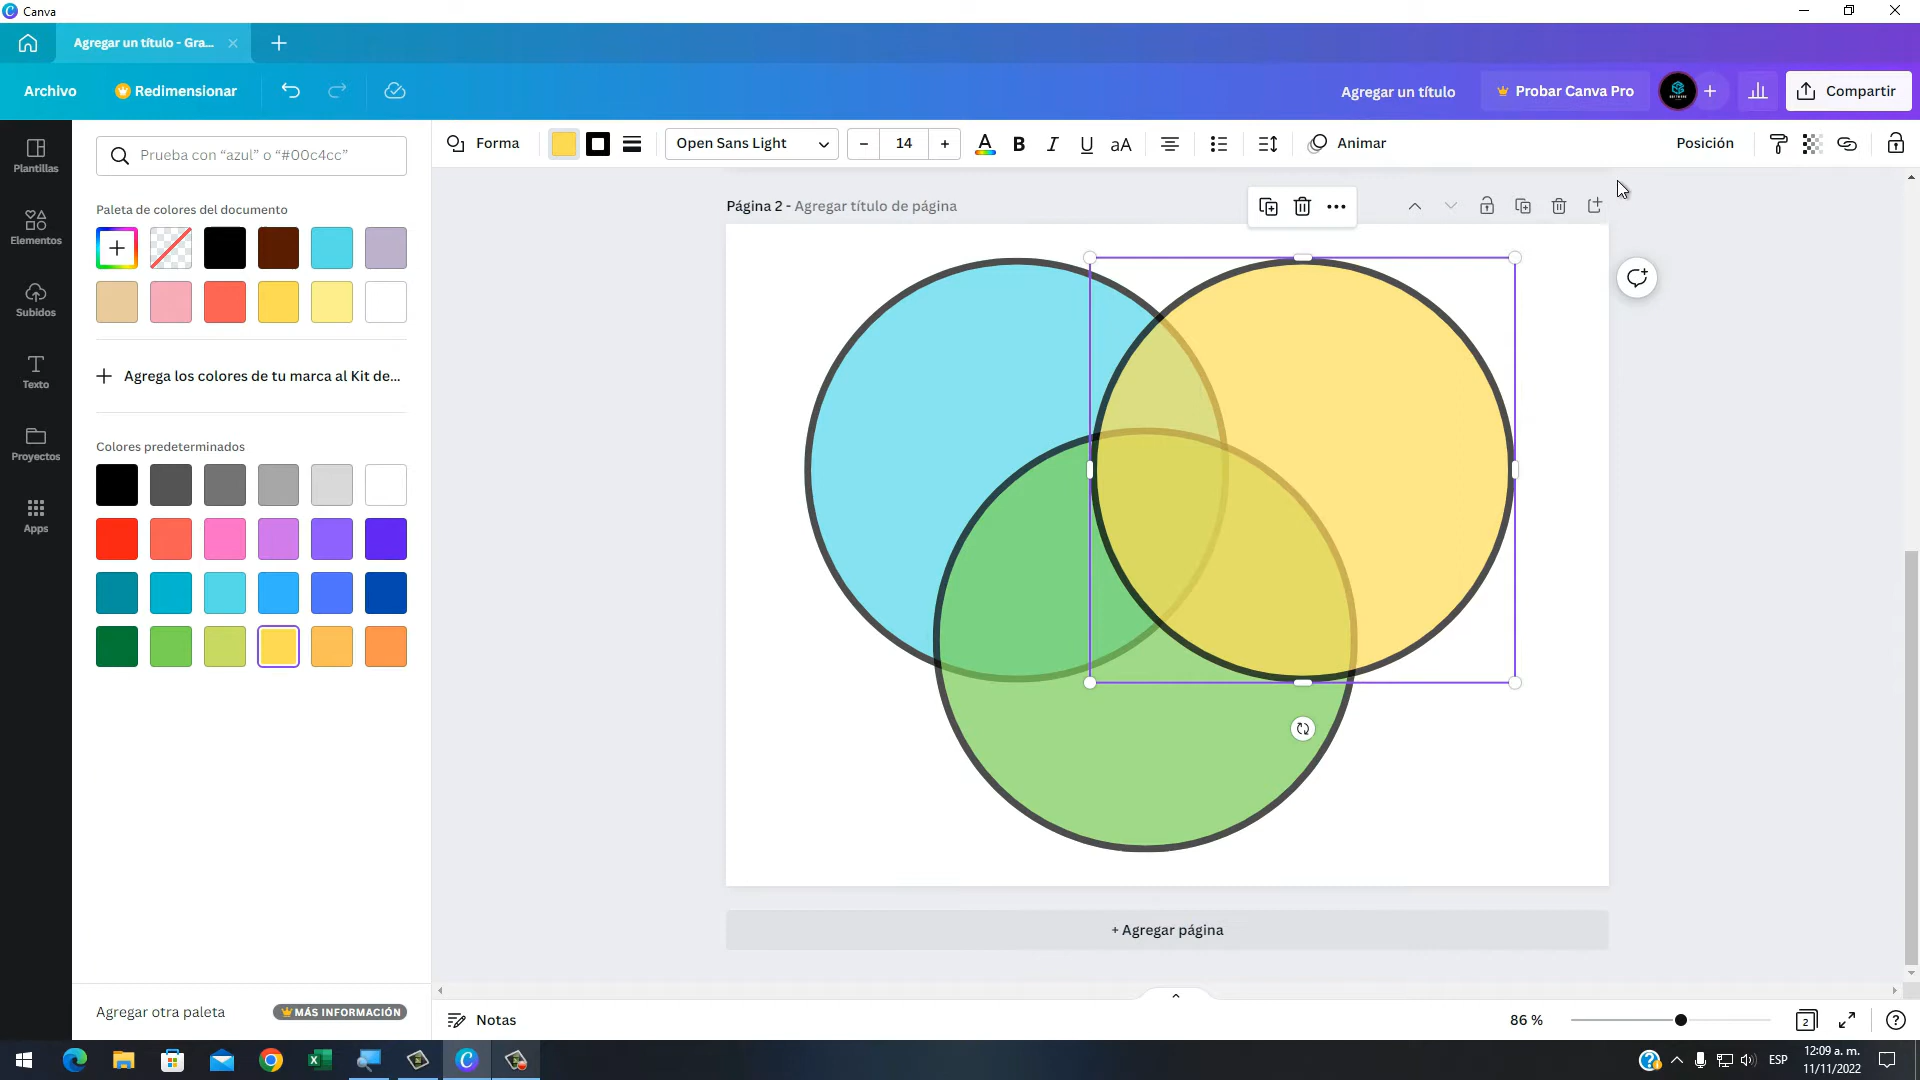 Canva
Agregar un título - Gra...
Archivo
Redimensionar
Agregar un título
Probar Canva Pro
Compartir
Plantillas
Elementos
Subidos
Texto
Proyectos
Apps
Prueba con “azul” o “#00c4cc”
Paleta de colores del documento
Agrega los colores de tu marca al Kit de...
Colores predeterminados
Agregar otra paleta
MÁS INFORMACIÓN
Forma
Open Sans Light
14
A
B
I
U
aA
Animar
Posición
Página 2 - Agregar título de página
+ Agregar página
Notas
86 %
2
ESP
12:09 a. m.
11/11/2022